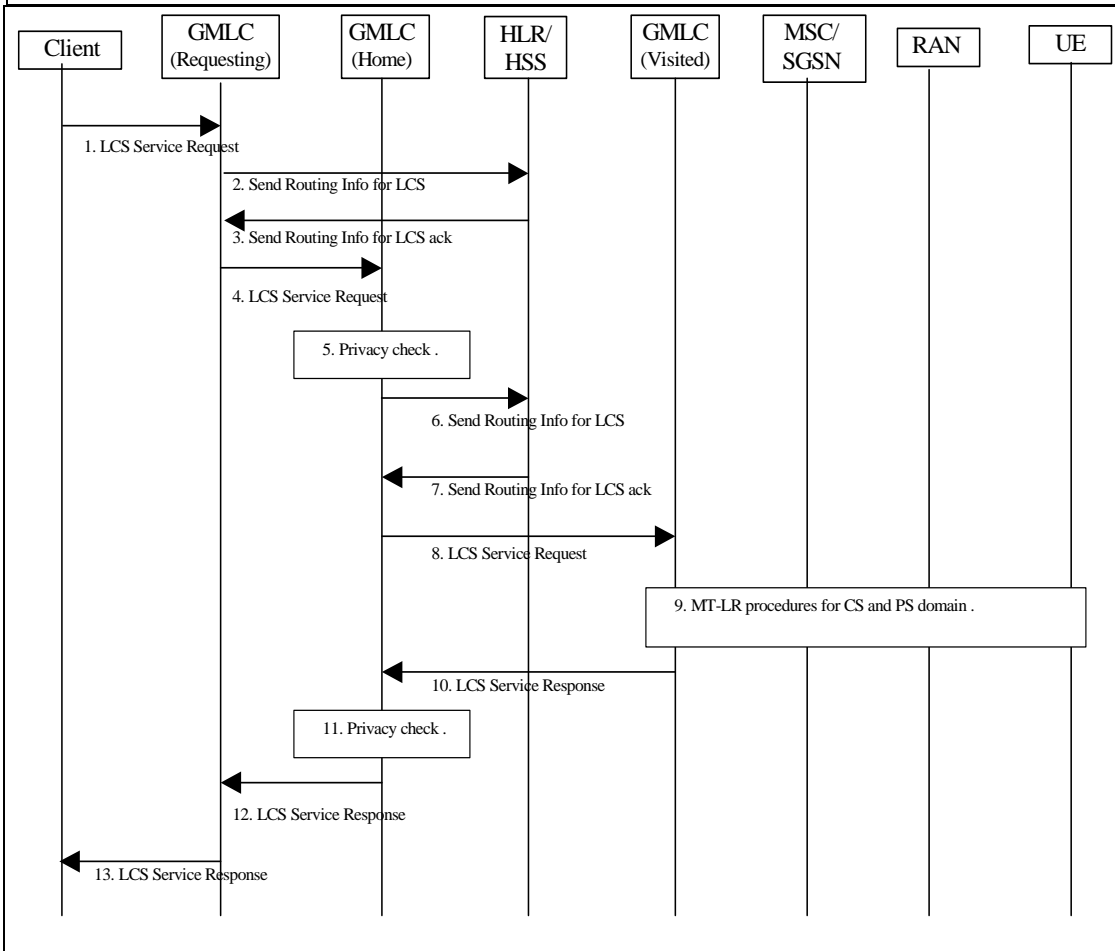 Client
GMLC
(Requesting)
GMLC
(Home)
HLR/
HSS
GMLC
(Visited)
MSC/
SGSN
RAN
UE
1. LCS Service Request
2. Send Routing Info for LCS
3. Send Routing Info for LCS ack
4. LCS Service Request
5. Privacy check .
6. Send Routing Info for LCS
7. Send Routing Info for LCS ack
8. LCS Service Request
9. MT-LR procedures for CS and PS domain .
10. LCS Service Response
11. Privacy check .
12. LCS Service Response
13. LCS Service Response